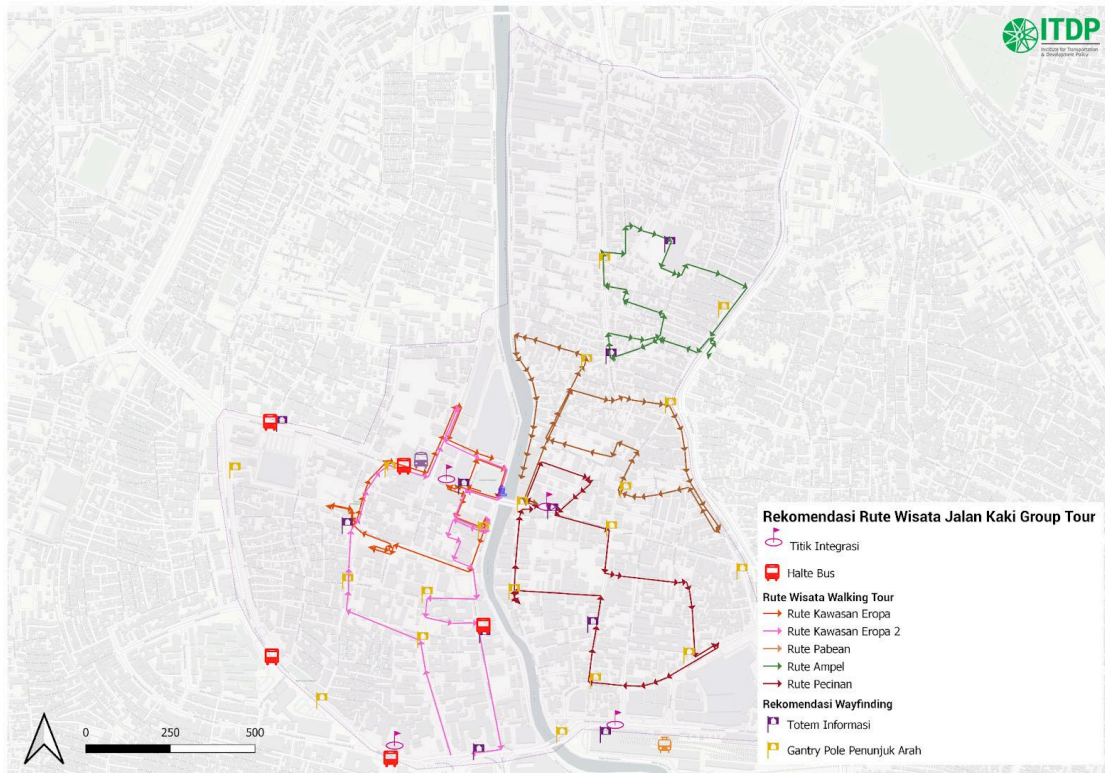 ITDP
Institute for Transportation
& Development Policy
Rekomendasi Rute Wisata Jalan Kaki Group Tour
Titik Integrasi
Halte Bus
Rute Wisata Walking Tour
Rute Kawasan Eropa
Rute Kawasan Eropa 2
Rute Pabean
Rute Ampel
Rute Pecinan
Rekomendasi Wayfinding
Totem Informasi
Gantry Pole Penunjuk Arah
0 250 500